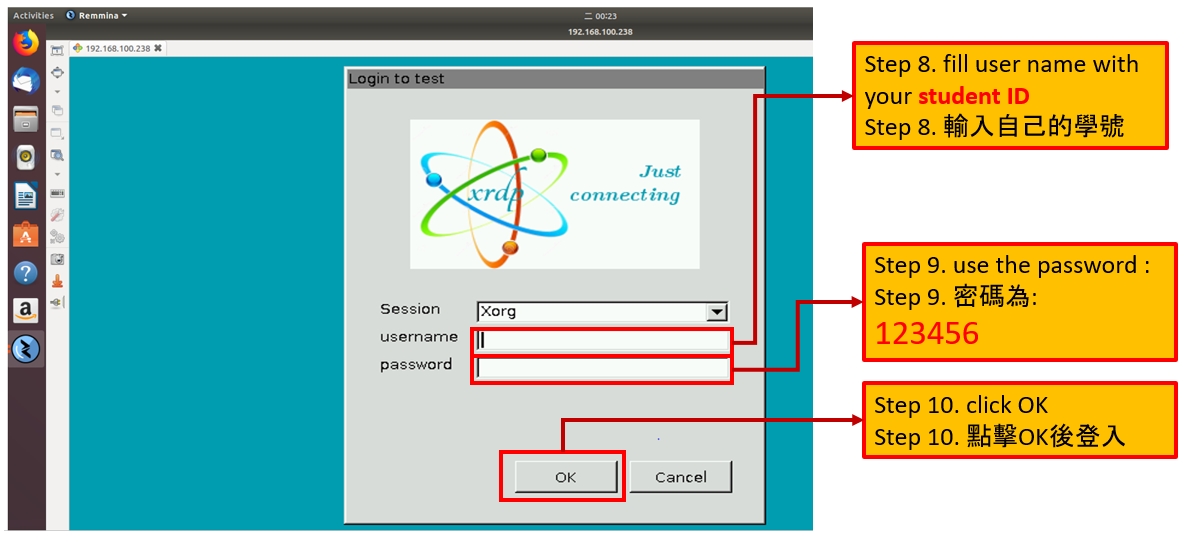 Activities Remmina
二 00:23
192.168.100.238
192.168.100.238
Login to test
xrdp
Just
connecting
Session Xorg
username
password
OK Cancel
Step 8. fill user name with
your student ID
Step 8. 輸入自己的學號
Step 9. use the password :
Step 9. 密碼為:
123456
Step 10. click OK
Step 10. 點擊OK後登入